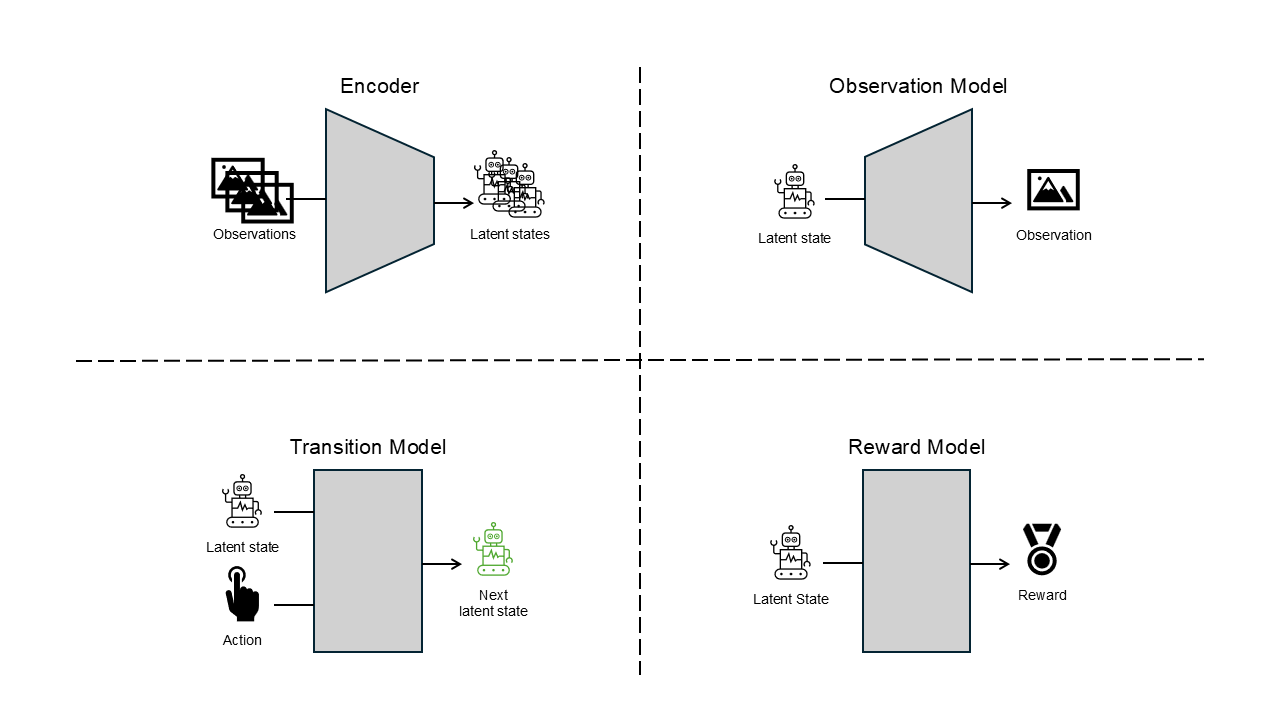 Encoder
Observations
Latent states
Observation Model
Latent state
Observation
Transition Model
Latent state
Action
Next
latent state
Reward Model
Latent State
Reward